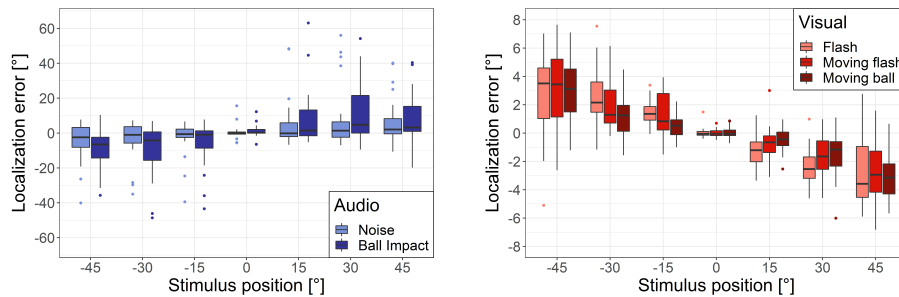 Localization error [°]
60
40
20
0
-20
-40
-60
Audio
Noise
Ball Impact
-45 -30 -15 0 15 30 45
Stimulus position [°]
Localization error [°]
8
6
4
2
0
-2
-4
-6
-8
Visual
Flash
Moving flash
Moving ball
-45 -30 -15 0 15 30 45
Stimulus position [°]